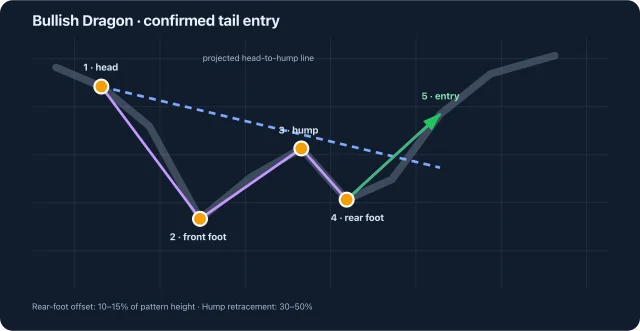 Bullish Dragon · confirmed tail entry
projected head-to-hump line
1 · head
5 · entry
3 · hump
4 · rear foot
2 · front foot
Rear-foot offset: 10–15% of pattern height · Hump retracement: 30–50%